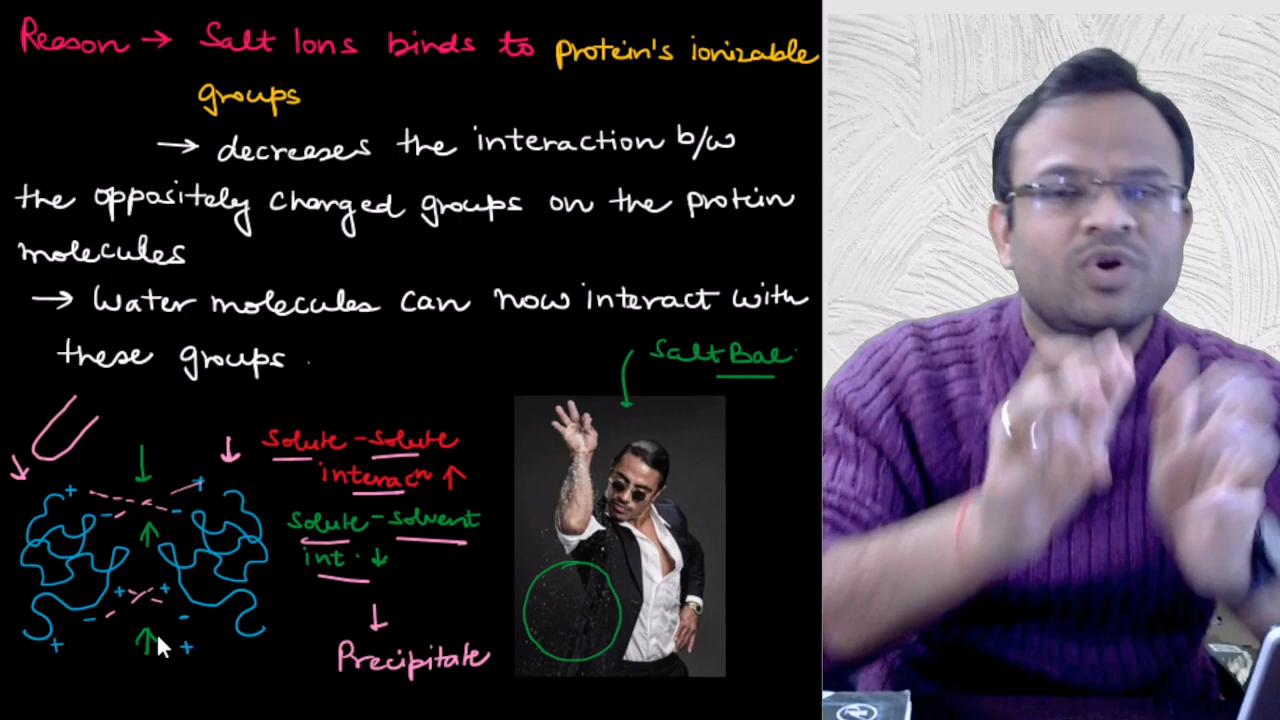 Reason → Salt Ions binds to protein's ionizable
groups
→ decreases the interaction b/w
the oppositely charged groups on the protein
molecules
→ Water molecules can now interact with
these groups.
Salt Bae
Solute - Solute
interacn ↑
Solute - Solvent
int. ↓
↓
Precipitate